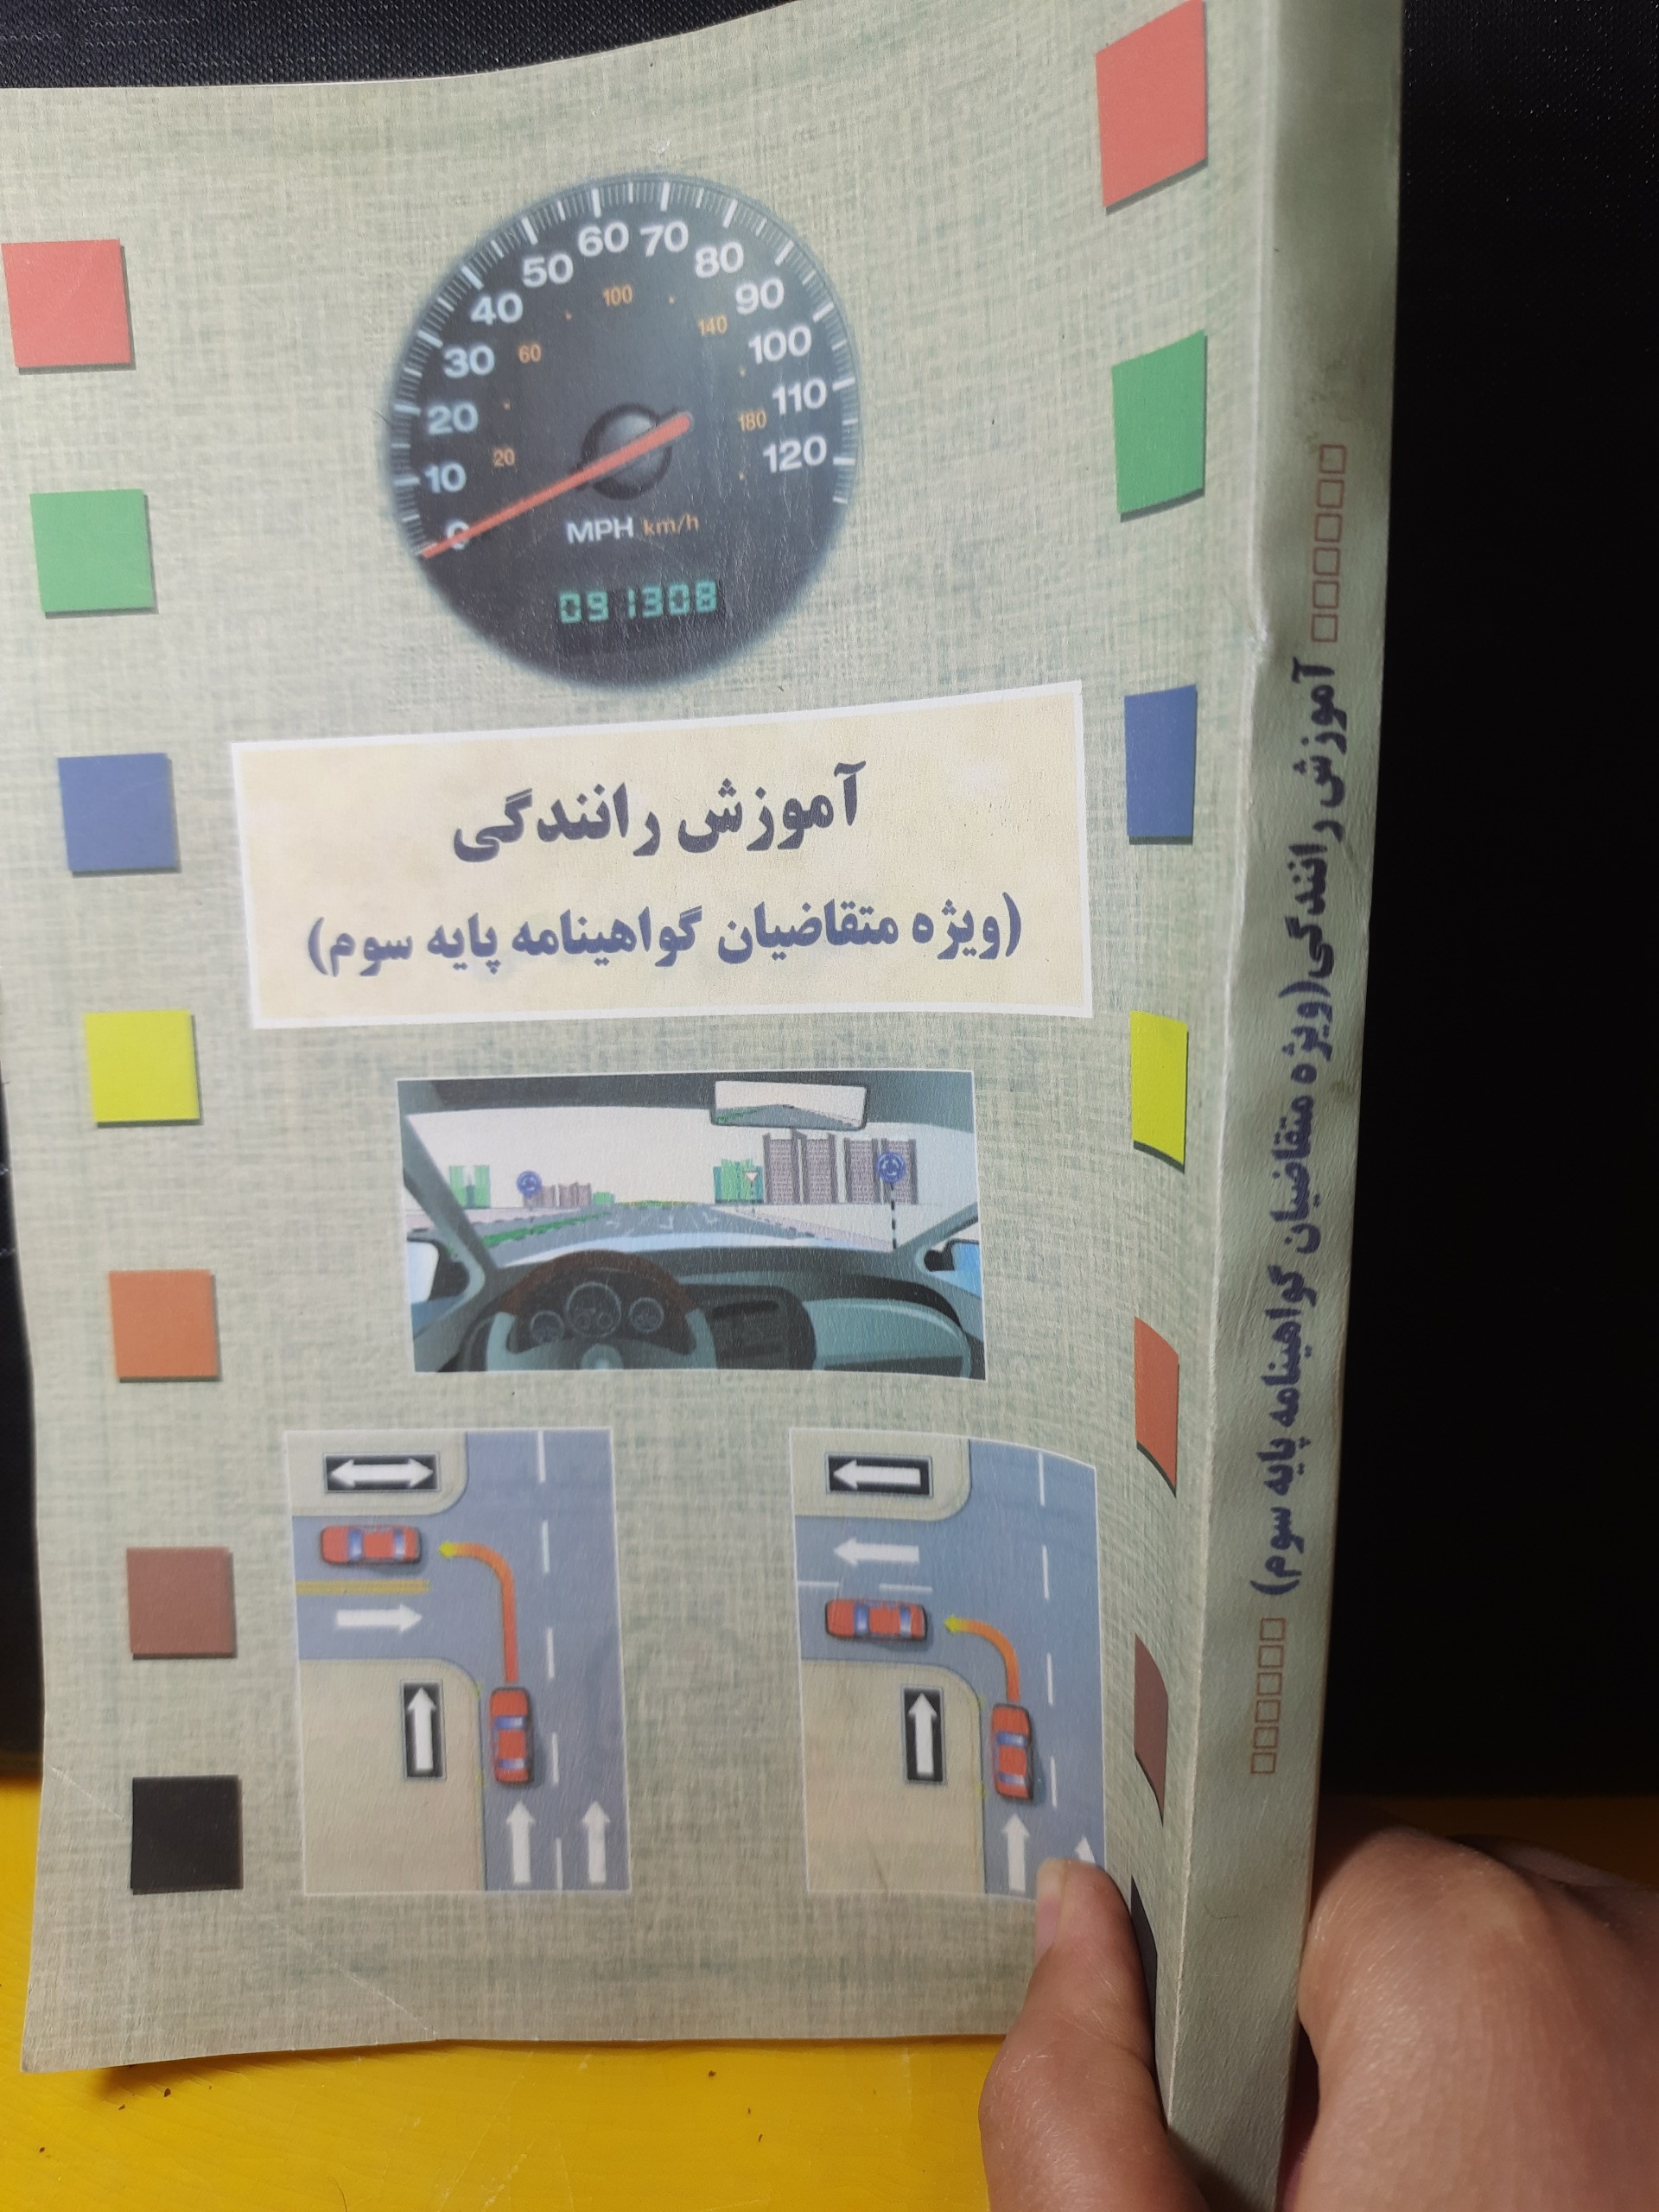 60 70
50 80
40 100 90
140
30 60 100
20 110
180
20 120
10
0
MPH km/h
091308
آموزش رانندگی
(ویژه متقاضیان گواهینامه پایه سوم)
آموزش رانندگی(ویژه متقاضیان گواهینامه پایه سوم)